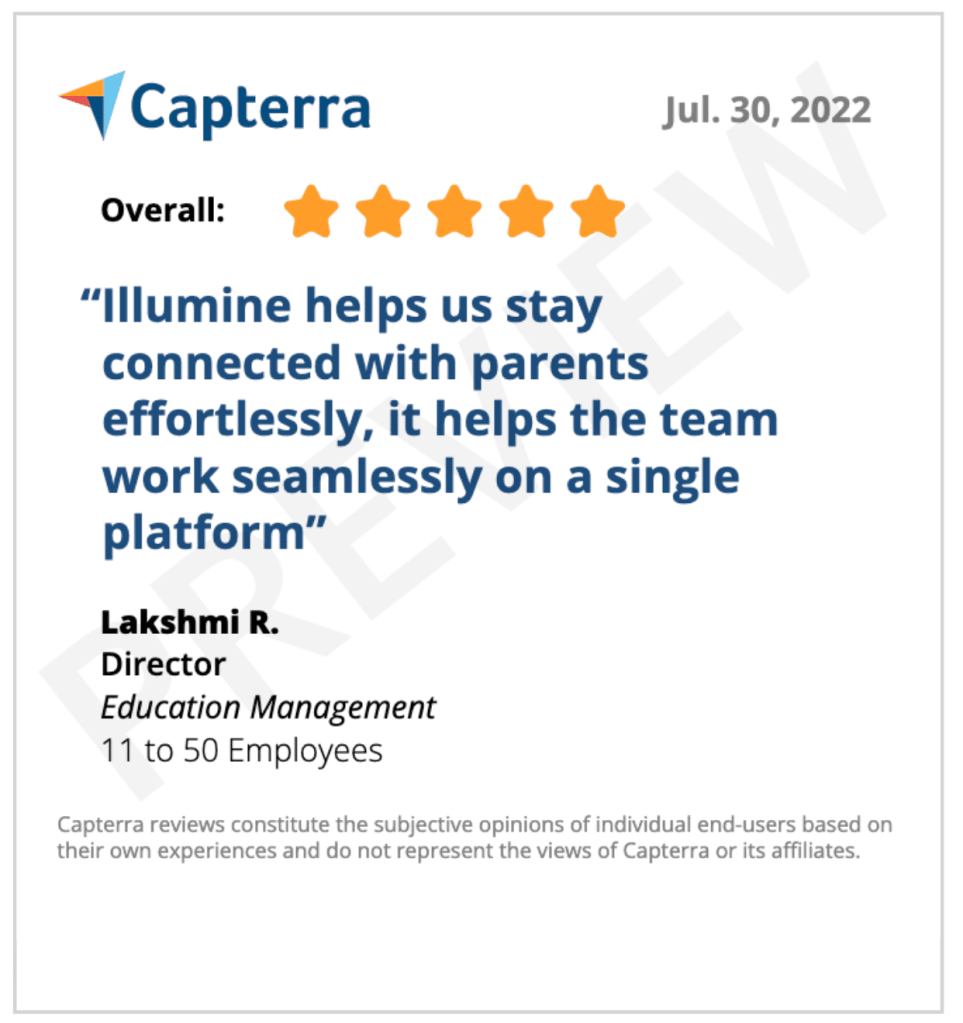 Capterra
Jul. 30, 2022
Overall:
“Illumine helps us stay
connected with parents
effortlessly, it helps the team
work seamlessly on a single
platform”
Lakshmi R.
Director
Education Management
11 to 50 Employees
Capterra reviews constitute the subjective opinions of individual end-users based on
their own experiences and do not represent the views of Capterra or its affiliates.
PREVIEW